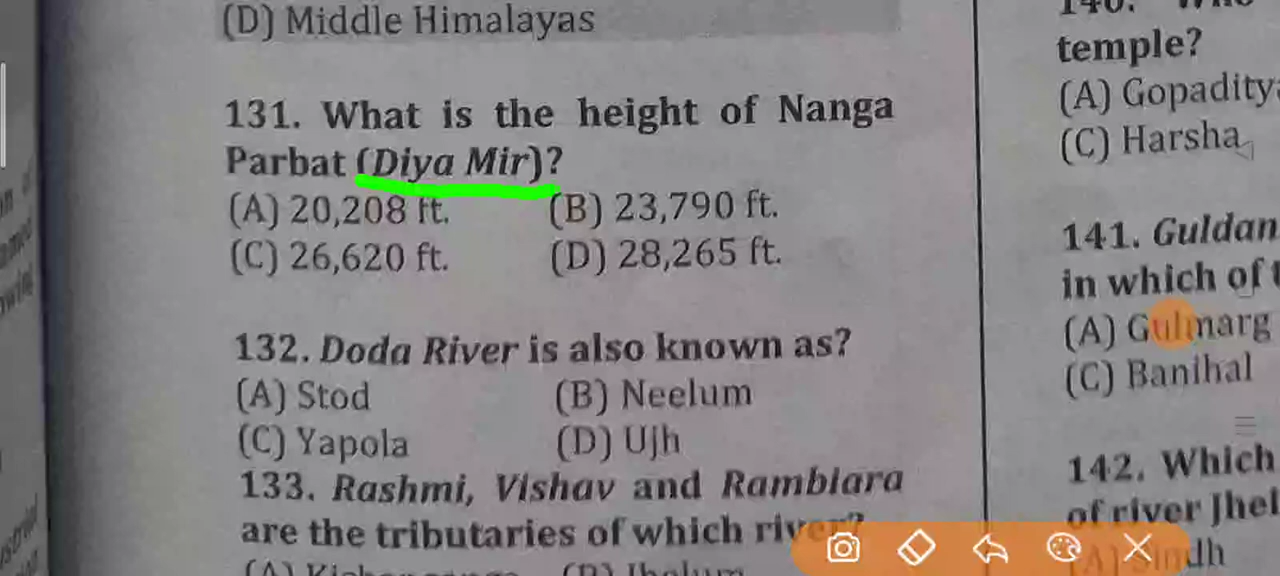 (D) Middle Himalayas
131. What is the height of Nanga
Parbat (Diya Mir)?
(A) 20,208 ft. (B) 23,790 ft.
(C) 26,620 ft. (D) 28,265 ft.
132. Doda River is also known as?
(A) Stod (B) Neelum
(C) Yapola (D) Ujh
133. Rashmi, Vishav and Rambiara
are the tributaries of which river?
temple?
(A) Gopaditya
(C) Harsha
141. Guldan
in which of t
(A) Gulmarg
(C) Banihal
142. Which
of river Jhel
(A) Sindh